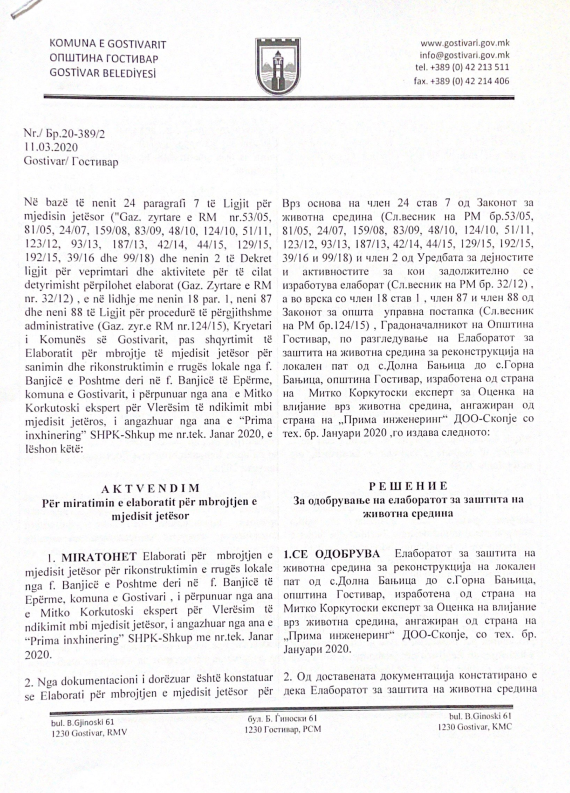 KOMUNA E GOSTIVARIT
ОПШТИНА ГОСТИВАР
GOSTİVAR BELEDİYESİ
www.gostivari.gov.mk
info@gostivari.gov.mk
tel. +389 (0) 42 213 511
fax. +389 (0) 42 214 406
Nr./ Бр.20-389/2
11.03.2020
Gostivar/ Гостивар
Në bazë të nenit 24 paragrafi 7 të Ligjit për
mjedisin jetësor ("Gaz. zyrtare e RM nr.53/05,
81/05, 24/07, 159/08, 83/09, 48/10, 124/10, 51/11,
123/12, 93/13, 187/13, 42/14, 44/15, 129/15,
192/15, 39/16 dhe 99/18) dhe nenin 2 të Dekret
ligjit për veprimtari dhe aktivitete për të cilat
detyrimisht përpilohet elaborat (Gaz. Zyrtare e RM
nr. 32/12) , e në lidhje me nenin 18 par. 1, neni 87
dhe neni 88 të Ligjit për procedurë të përgjithshme
administrative (Gaz. zyr.e RM nr.124/15), Kryetari
i Komunës së Gostivarit, pas shqyrtimit të
Elaboratit për mbrojtje të mjedisit jetësor për
sanimin dhe rikonstruktimin e rrugës lokale nga f.
Banjicë e Poshtme deri në f. Banjicë të Epërme,
komuna e Gostivarit, i përpunuar nga ana e Mitko
Korkutoski ekspert për Vlerësim të ndikimit mbi
mjedisit jetëros, i angazhuar nga ana e “Prima
inxhinering” SHPK-Shkup me nr.tek. Janar 2020, e
lëshon këtë:
A K T V E N D I M
Për miratimin e elaboratit për mbrojtjen e
mjedisit jetësor
1. MIRATOHET Elaborati për mbrojtjen e
mjedisit jetësor për rikonstruktimin e rrugës lokale
nga f. Banjicë e Poshtme deri në f. Banjicë të
Epërme, komuna e Gostivari , i përpunuar nga ana
e Mitko Korkutoski ekspert për Vlerësim të
ndikimit mbi mjedisit jetësor, i angazhuar nga ana e
“Prima inxhinering” SHPK-Shkup me nr.tek. Janar
2020.
2. Nga dokumentacioni i dorëzuar është konstatuar
se Elaborati për mbrojtjen e mjedisit jetësor për
Врз основа на член 24 став 7 од Законот за
животна средина (Сл.весник на РМ бр.53/05,
81/05, 24/07, 159/08, 83/09, 48/10, 124/10, 51/11,
123/12, 93/13, 187/13, 42/14, 44/15, 129/15, 192/15,
39/16 и 99/18) и член 2 од Уредбата за дејностите
и активностите за кои задолжително се
изработува елаборат (Сл.весник на РМ бр. 32/12) ,
а во врска со член 18 став 1 , член 87 и член 88 од
Законот за општа управна постапка (Сл.весник
на РМ бр.124/15) , Градоначалникот на Општина
Гостивар, по разгледување на Елаборатот за
заштита на животна средина за реконструкција на
локален пат од с.Долна Бањица до с.Горна
Бањица, општина Гостивар, изработена од страна
на Митко Коркутоски експерт за Оценка на
влијание врз животна средина, ангажиран од
страна на „Прима инженеринг“ ДОО-Скопје со
тех. бр. Јануари 2020 ,го издава следното:
Р Е Ш Е Н И Е
За одобрување на елаборатот за заштита на
животна средина
1.СЕ ОДОБРУВА Елаборатот за заштита на
животна средина за реконструкција на локален
пат од с.Долна Бањица до с.Горна Бањица,
општина Гостивар, изработена од страна на
Митко Коркутоски експерт за Оценка на влијание
врз животна средина, ангажиран од страна на
„Прима инженеринг“ ДОО-Скопје, со тех. бр.
Јануари 2020.
2. Од доставената документација констатирано е
дека Елаборатот за заштита на животна средина
bul. B.Gjinoski 61
1230 Gostivar, RMV
бул. Б. Гиноски 61
1230 Гостивар, РСМ
bul. B.Ginoski 61
1230 Gostivar, KMC